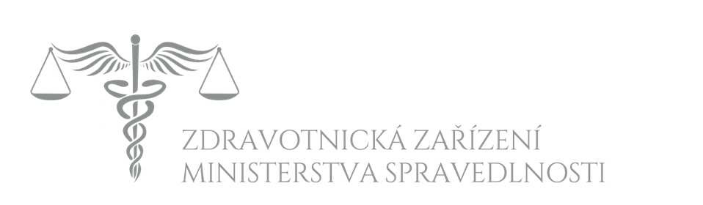 ZDRAVOTNICKÁ ZAŘÍZENÍ
MINISTERSTVA SPRAVEDLNOSTI